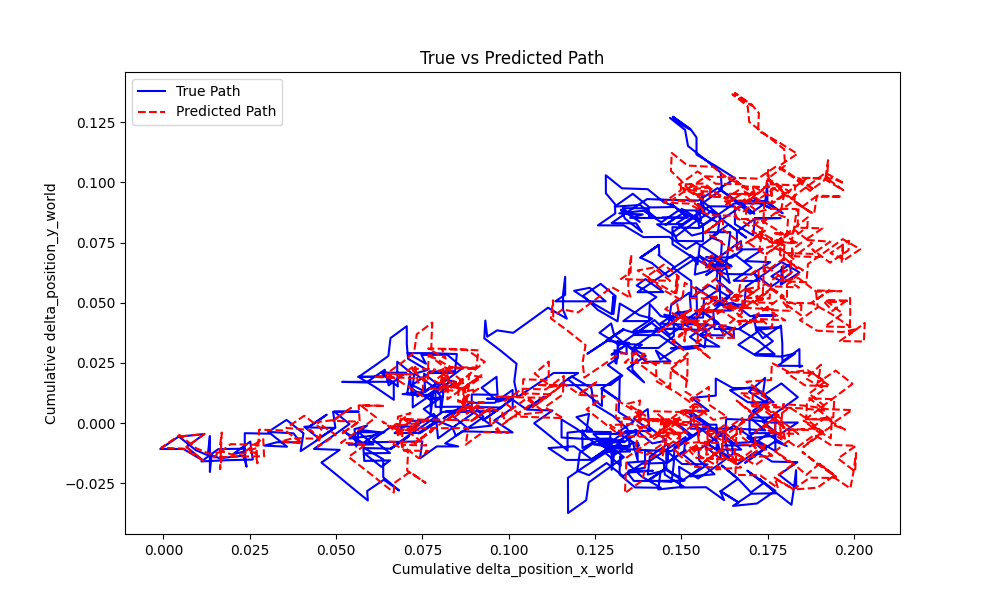 True vs Predicted Path
True Path
Predicted Path
0.125
0.100
0.075
0.050
0.025
0.000
−0.025
Cumulative delta_position_y_world
0.000 0.025 0.050 0.075 0.100 0.125 0.150 0.175 0.200
Cumulative delta_position_x_world